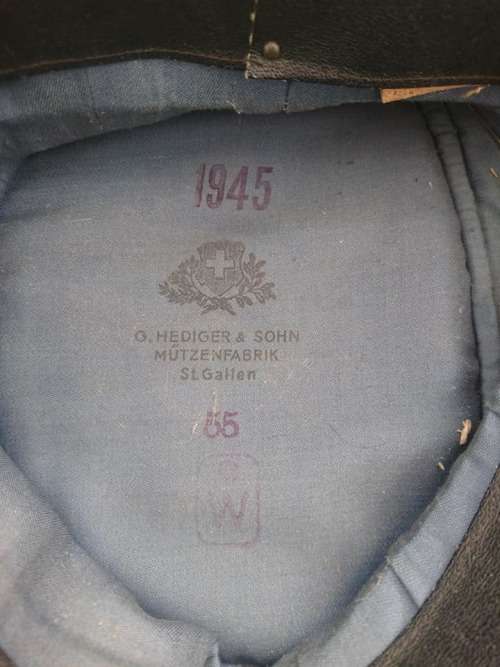 1945
G. HEDIGER & SOHN
MÜTZENFABRIK
St.Gallen
55
W